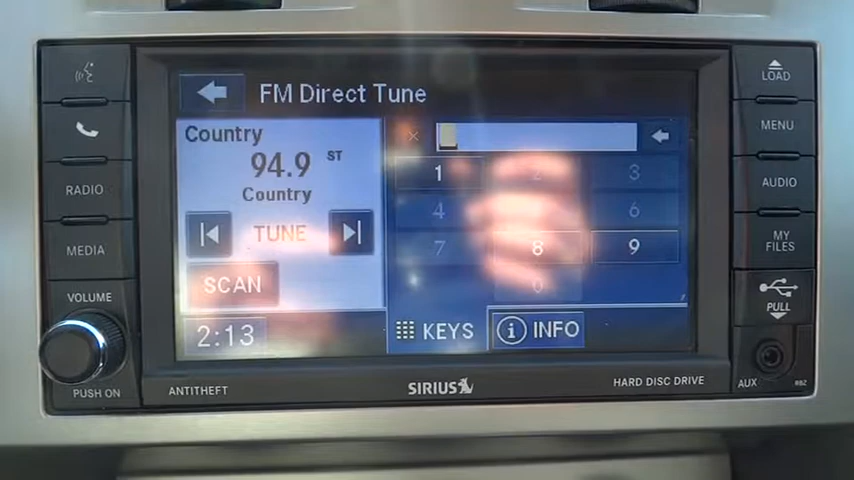 FM Direct Tune
LOAD
Country
94.9 ST
Country
1 2 3
4 6
7 8 9
0
TUNE
SCAN
2:13
KEYS
INFO
RADIO
MEDIA
VOLUME
PUSH ON
MENU
AUDIO
MY
FILES
PULL
AUX
RBZ
ANTITHEFT
SIRIUS
HARD DISC DRIVE